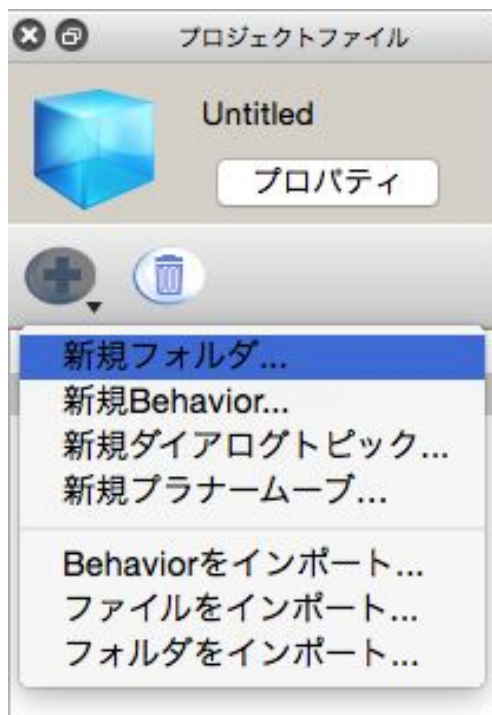 プロジェクトファイル
Untitled
プロパティ
新規フォルダ...
新規Behavior...
新規ダイアログトピック...
新規プラナームーブ...
Behaviorをインポート...
ファイルをインポート...
フォルダをインポート...